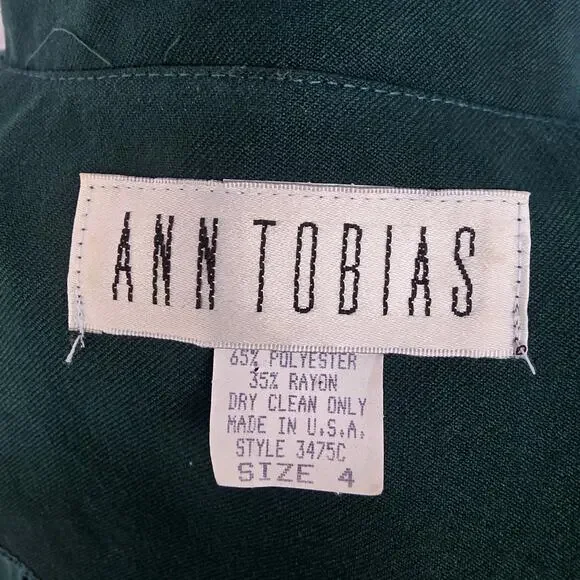 ANN TOBIAS
65% POLYESTER
35% RAYON
DRY CLEAN ONLY
MADE IN U.S.A.
STYLE 3475C
SIZE 4